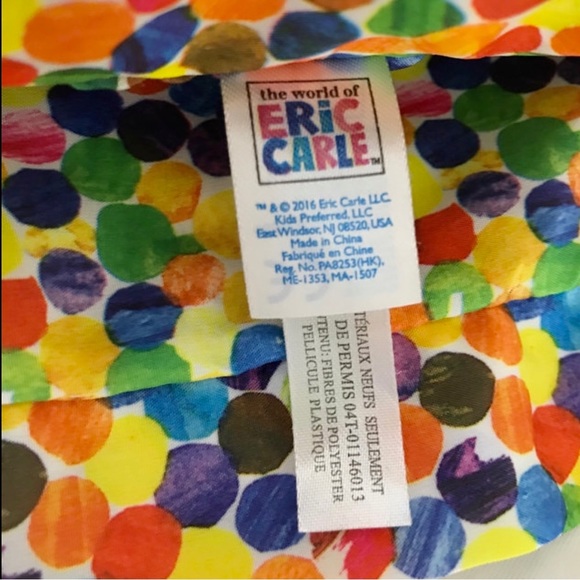 the world of
ERiC
CARLE™
™ & © 2016 Eric Carle LLC.
Kids Preferred, LLC
East Windsor, NJ 08520, USA
Made in China
Fabriqué en Chine
Reg. No. PA8253(HK),
ME-1353, MA-1507
TÉRIAUX NEUFS SEULEMENT
DE PERMIS 04T-01146013
TENU: FIBRES DE POLYESTER
PELLICULE PLASTIQUE